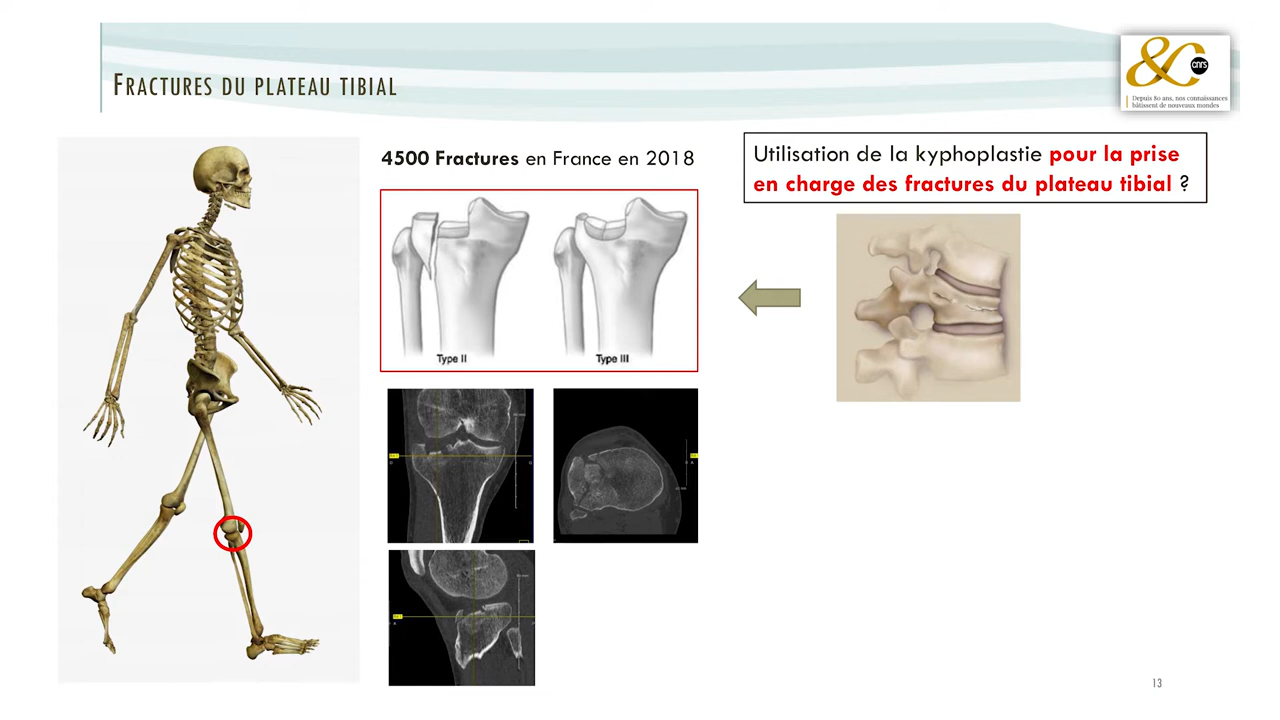 FRACTURES DU PLATEAU TIBIAL
&C
cnrs
Depuis 80 ans, nos connaissances
bâtissent de nouveaux mondes
4500 Fractures en France en 2018
Utilisation de la kyphoplastie pour la prise
en charge des fractures du plateau tibial ?
Type II
Type III
13